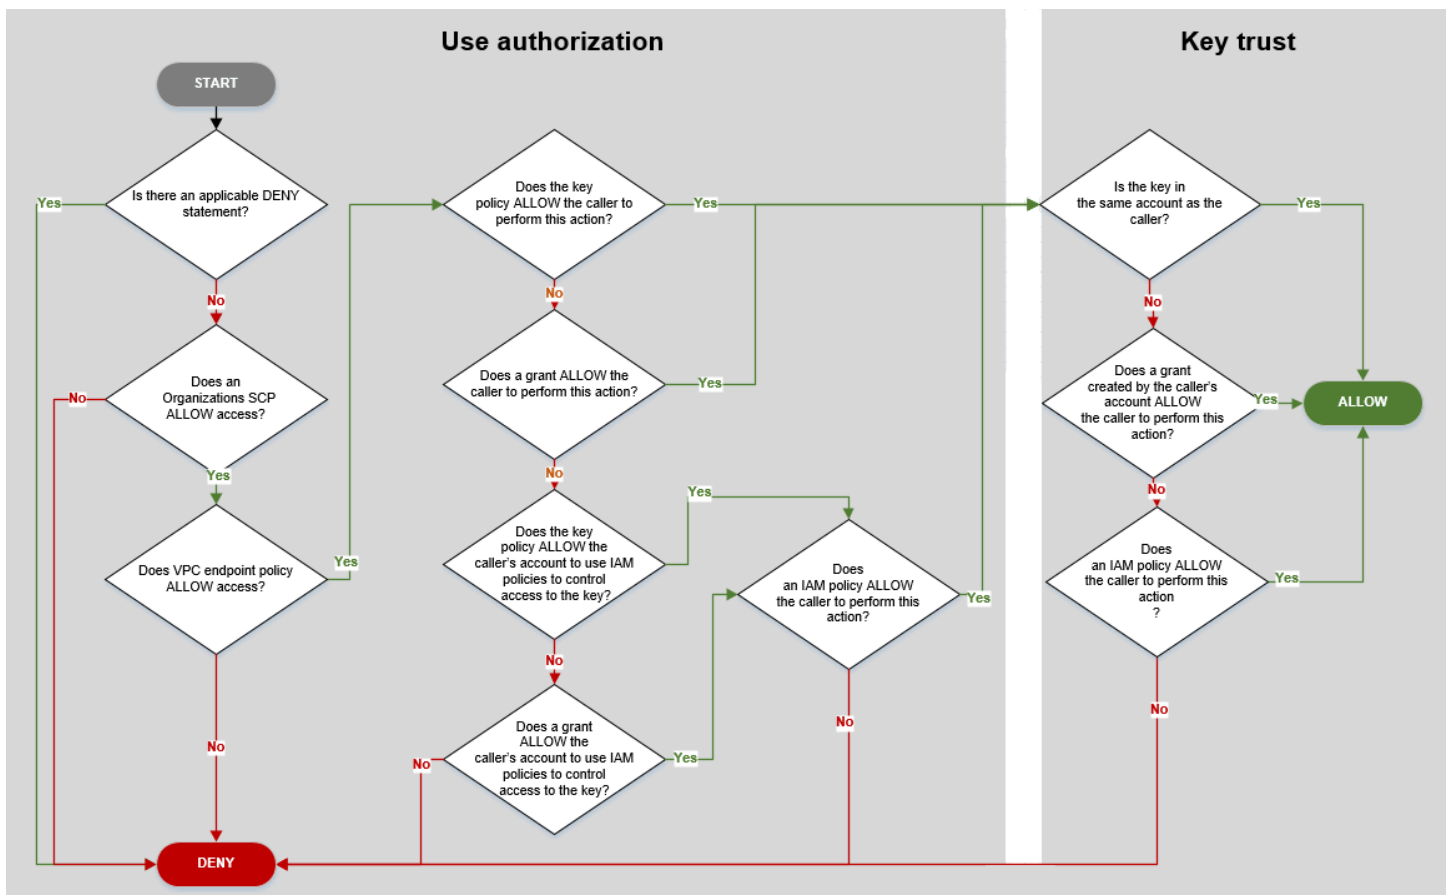 Use authorization
Key trust
START
Is there an applicable DENY
statement?
Yes
No
Does an
Organizations SCP
ALLOW access?
No
Yes
Does VPC endpoint policy
ALLOW access?
Yes
No
DENY
Does the key
policy ALLOW the caller to
perform this action?
Yes
No
Does a grant ALLOW the
caller to perform this action?
Yes
No
Does the key
policy ALLOW the
caller's account to use IAM
policies to control
access to the key?
Yes
No
Does a grant
ALLOW the
caller's account to use IAM
policies to control
access to the key?
Yes
No
Does
an IAM policy ALLOW
the caller to perform this
action?
Yes
No
Is the key in
the same account as the
caller?
Yes
No
Does a grant
created by the caller's
account ALLOW
the caller to perform this
action?
Yes
No
Does
an IAM policy ALLOW
the caller to perform this
action
?
Yes
No
ALLOW